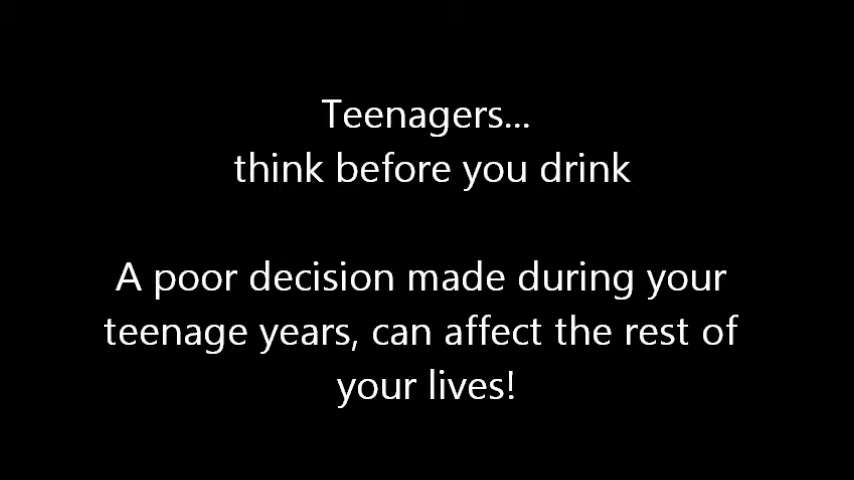 Teenagers...
think before you drink
A poor decision made during your
teenage years, can affect the rest of
your lives!